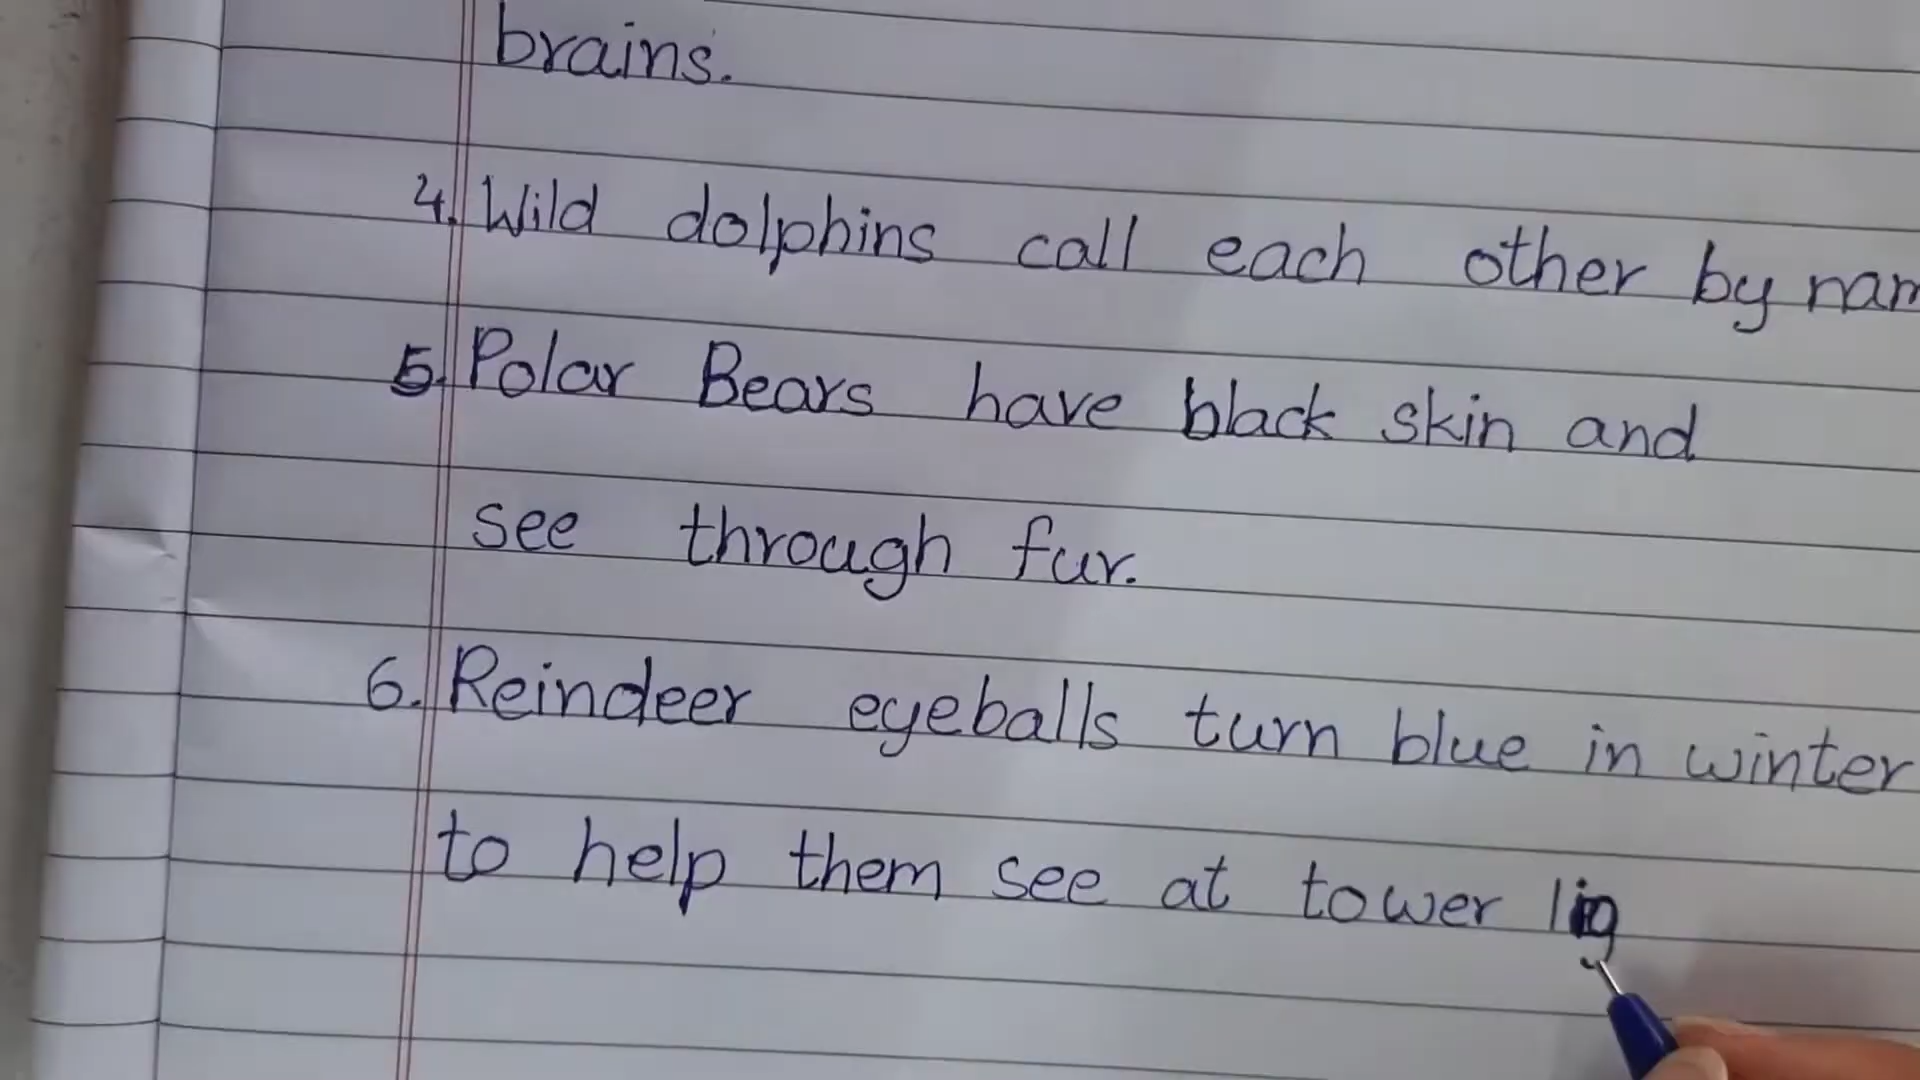 brains.
4. Wild dolphins call each other by nam
5. Polar Bears have black skin and
see through fur.
6. Reindeer eyeballs turn blue in winter
to help them see at tower lig